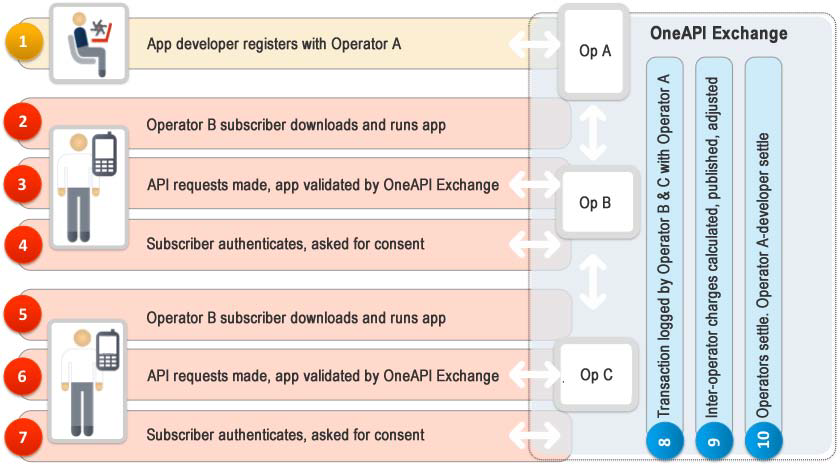 1
App developer registers with Operator A
2
Operator B subscriber downloads and runs app
3
API requests made, app validated by OneAPI Exchange
4
Subscriber authenticates, asked for consent
5
Operator B subscriber downloads and runs app
6
API requests made, app validated by OneAPI Exchange
7
Subscriber authenticates, asked for consent
Op A
Op B
Op C
OneAPI Exchange
8
Transaction logged by Operator B & C with Operator A
9
Inter-operator charges calculated, published, adjusted
10
Operators settle. Operator A-developer settle